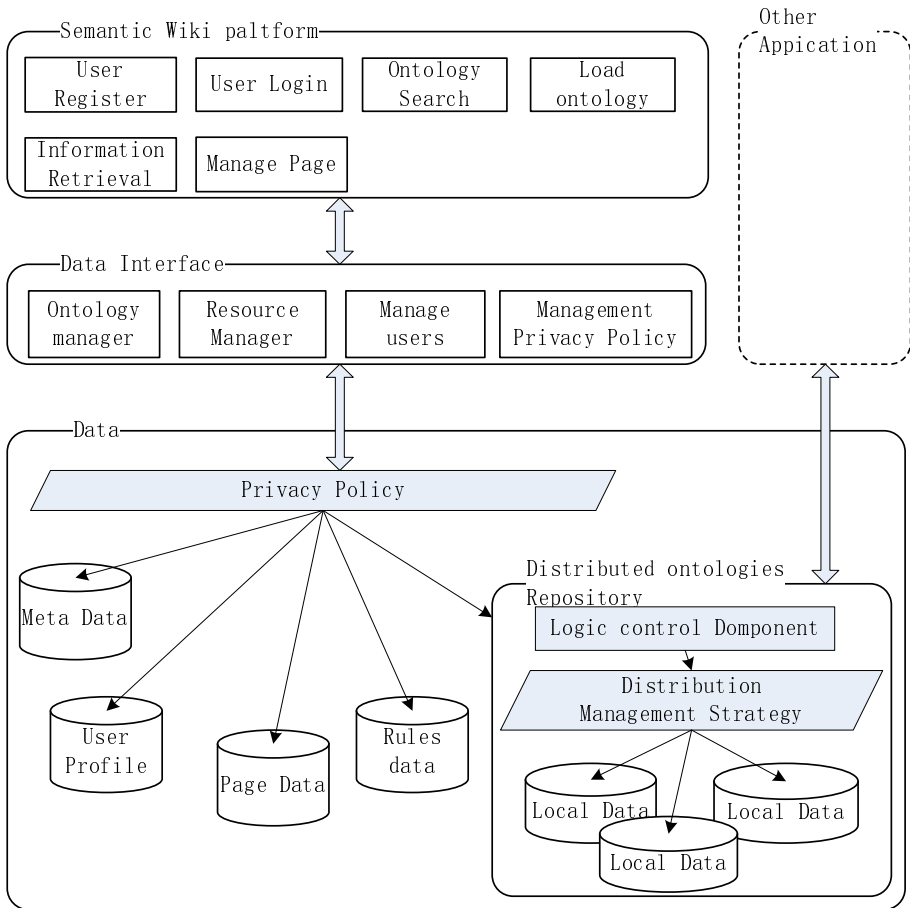 Semantic Wiki paltform
User
Register
User Login
Ontology
Search
Load
ontology
Information
Retrieval
Manage Page
Other
Appication
Data Interface
Ontology
manager
Resource
Manager
Manage
users
Management
Privacy Policy
Data
Privacy Policy
Meta Data
User
Profile
Page Data
Rules
data
Distributed ontologies
Repository
Logic control Domponent
Distribution
Management Strategy
Local Data
Local Data
Local Data